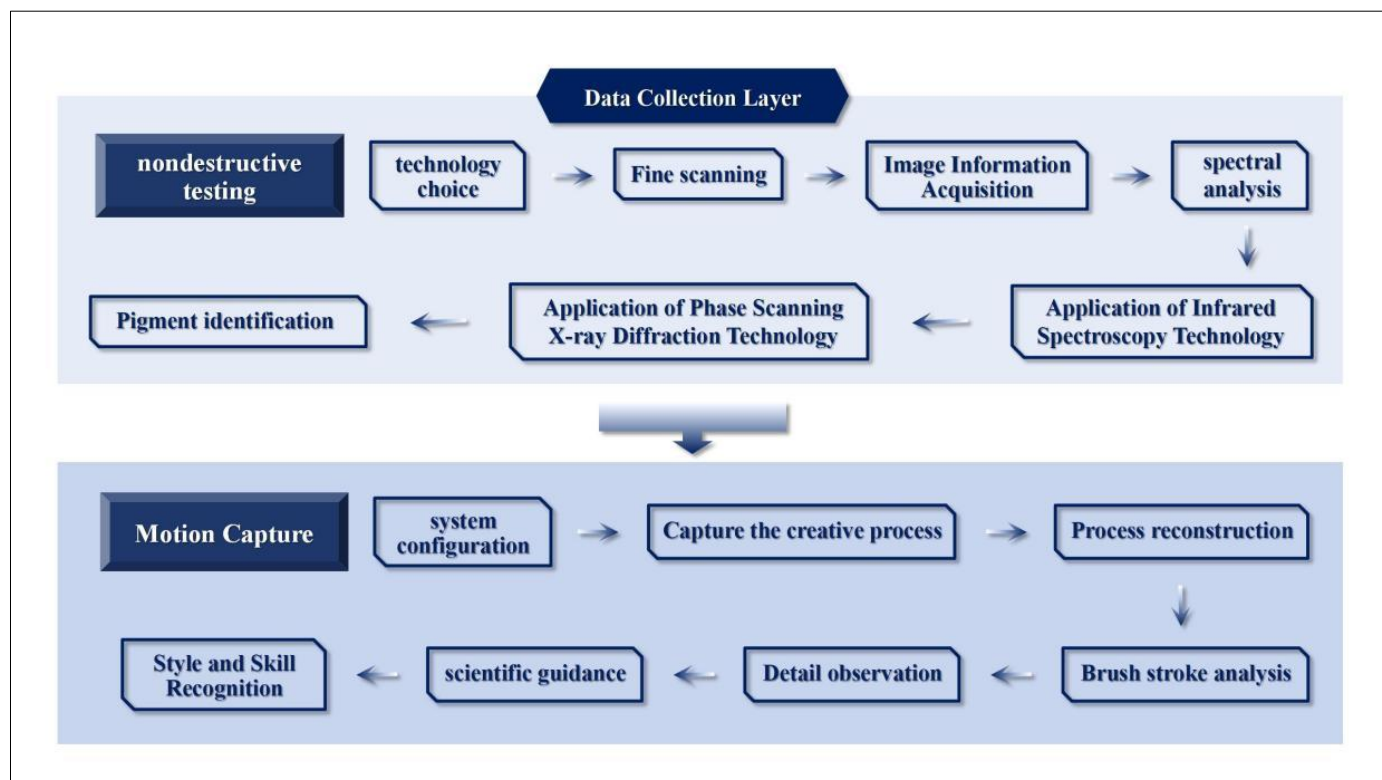 Data Collection Layer
nondestructive
testing
technology
choice
Fine scanning
Image Information
Acquisition
spectral
analysis
Application of Infrared
Spectroscopy Technology
Application of Phase Scanning
X-ray Diffraction Technology
Pigment identification
Motion Capture
system
configuration
Capture the creative process
Process reconstruction
Brush stroke analysis
Detail observation
scientific guidance
Style and Skill
Recognition